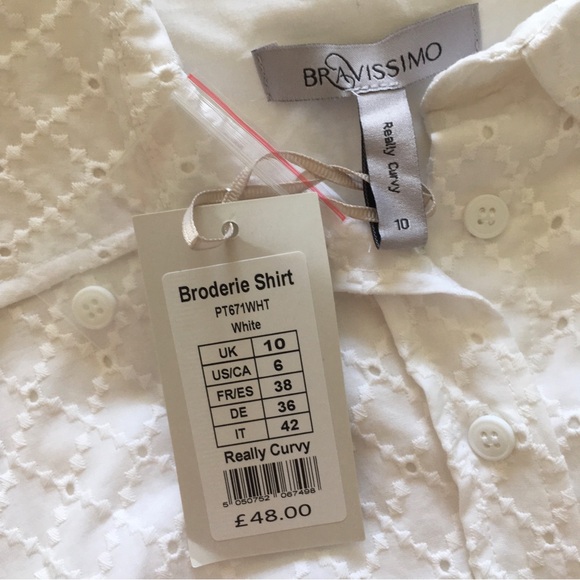 BRAVISSIMO
Really Curvy
10
Broderie Shirt
PT671WHT
White
UK 10
US/CA 6
FR/ES 38
DE 36
IT 42
Really Curvy
5 050752 067498
£48.00